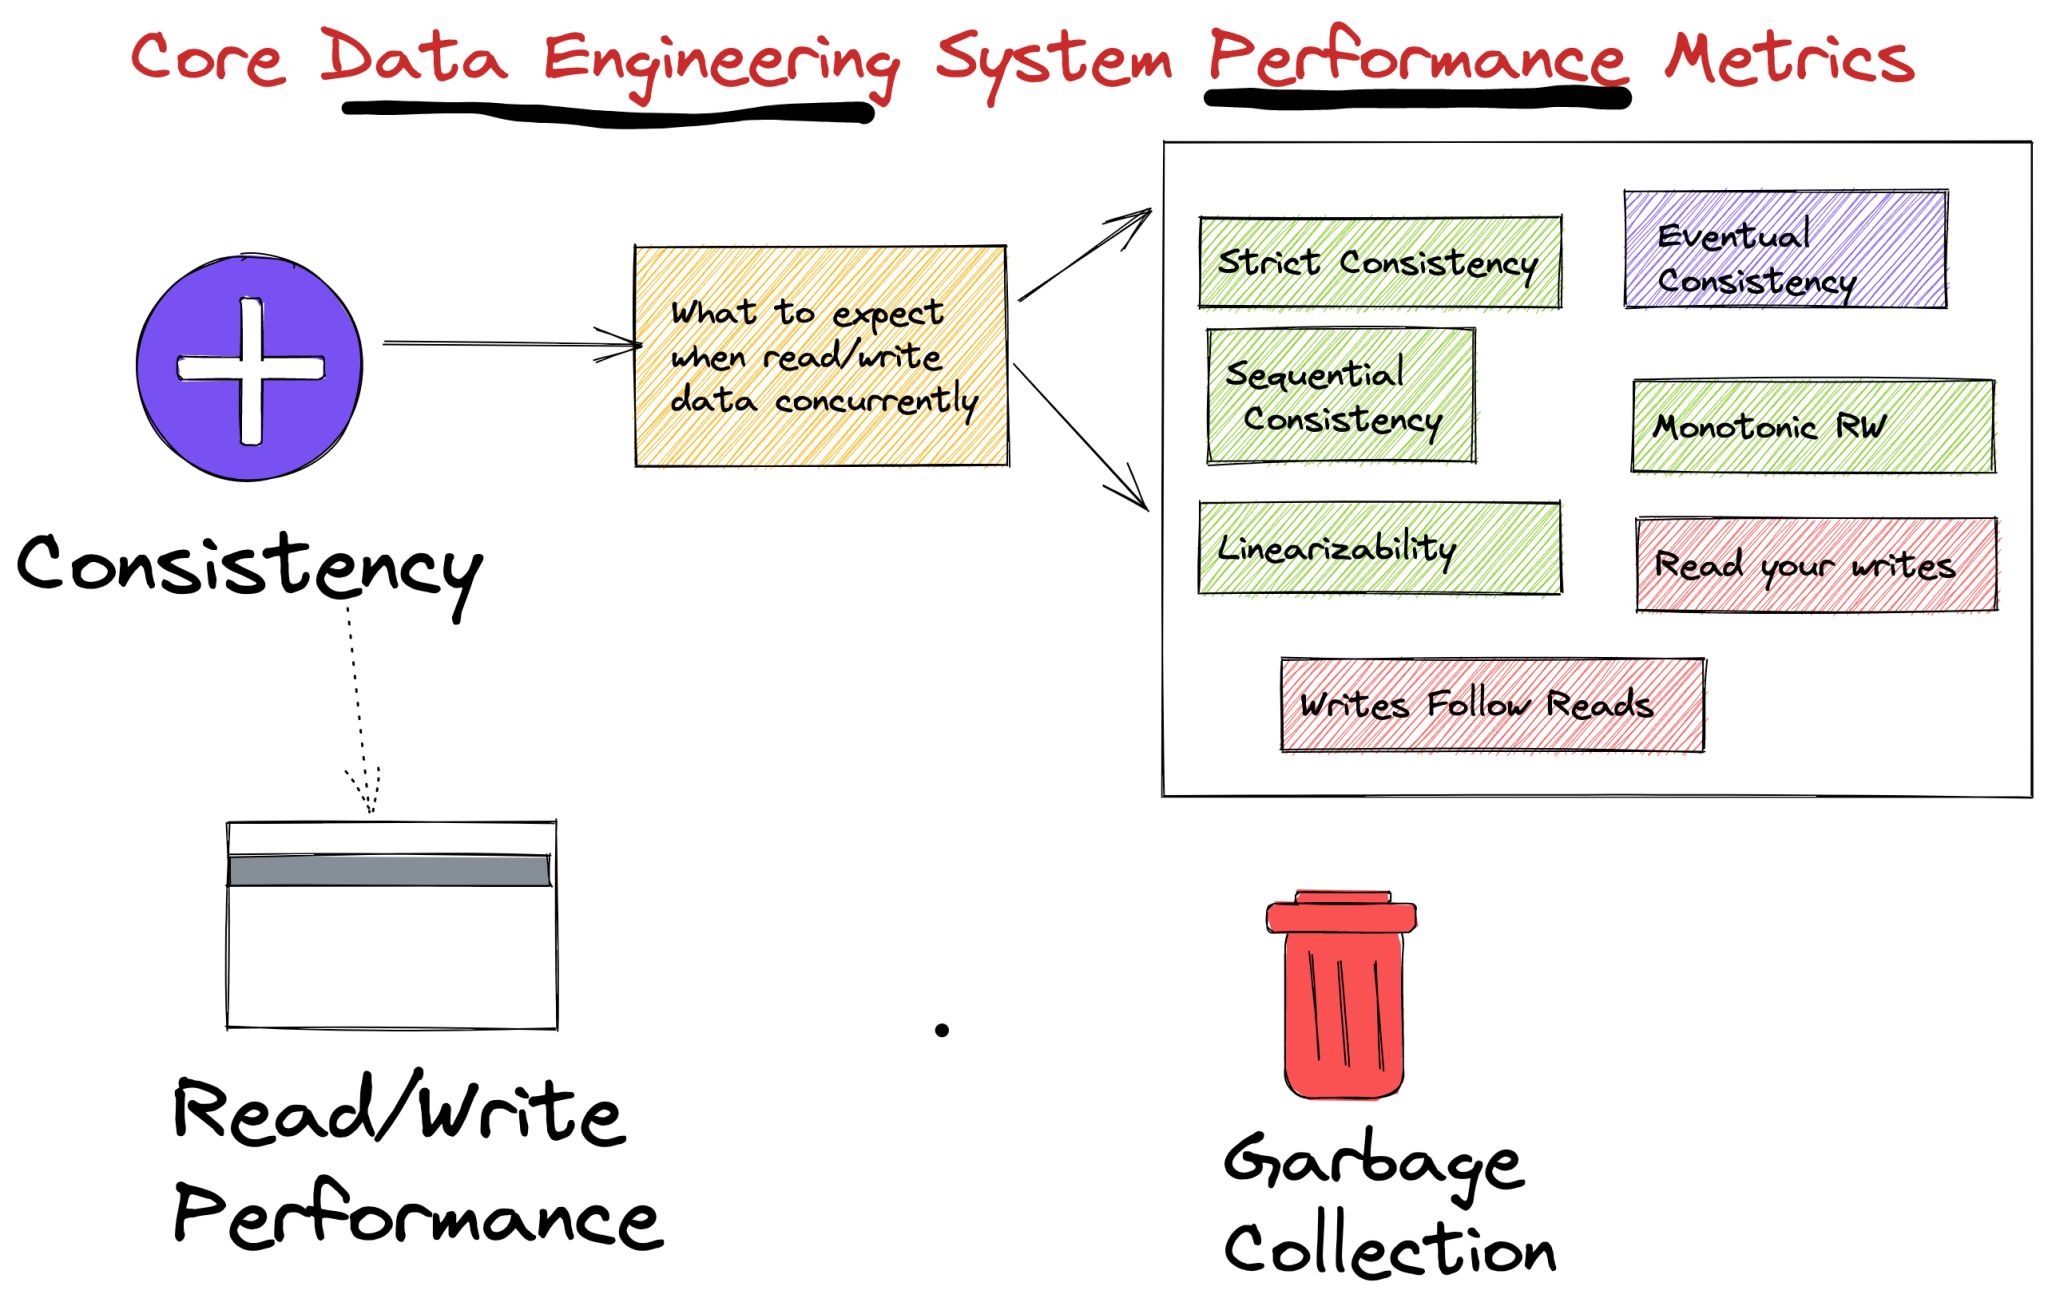 Core Data Engineering System Performance Metrics
Consistency
What to expect
when read/write
data concurrently
Strict Consistency
Eventual
Consistency
Sequential
Consistency
Monotonic RW
Linearizability
Read your writes
Writes Follow Reads
Read/Write
Performance
Garbage
Collection